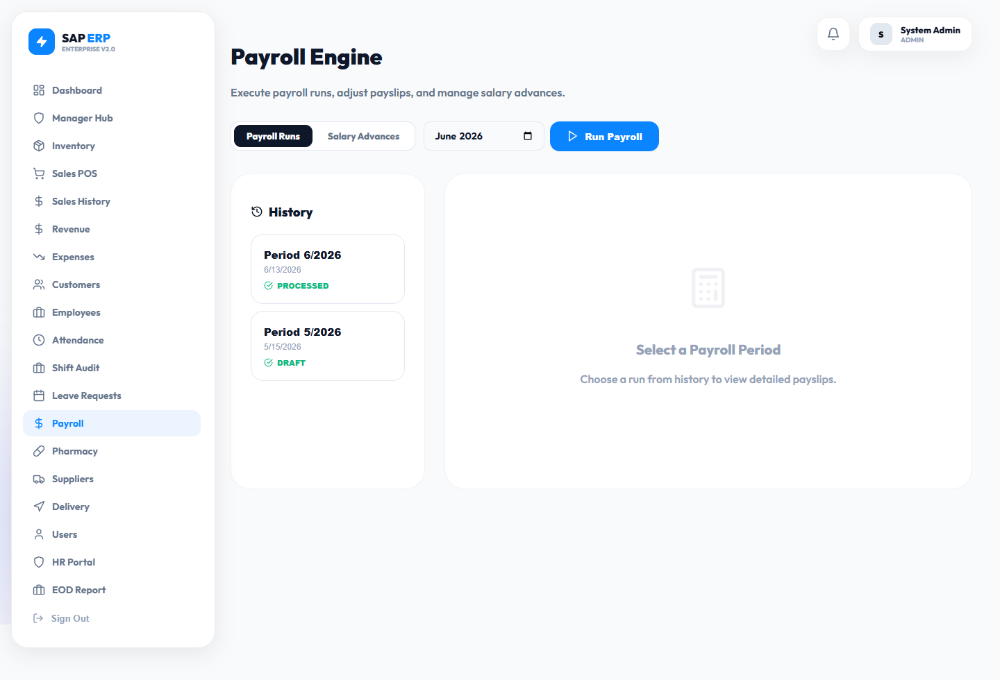 SAP ERP
ENTERPRISE V2.0
Dashboard
Manager Hub
Inventory
Sales POS
Sales History
Revenue
Expenses
Customers
Employees
Attendance
Shift Audit
Leave Requests
Payroll
Pharmacy
Suppliers
Delivery
Users
HR Portal
EOD Report
Sign Out
S
System Admin
ADMIN
Payroll Engine
Execute payroll runs, adjust payslips, and manage salary advances.
Payroll Runs
Salary Advances
June 2026
Run Payroll
History
Period 6/2026
6/13/2026
PROCESSED
Period 5/2026
5/15/2026
DRAFT
Select a Payroll Period
Choose a run from history to view detailed payslips.